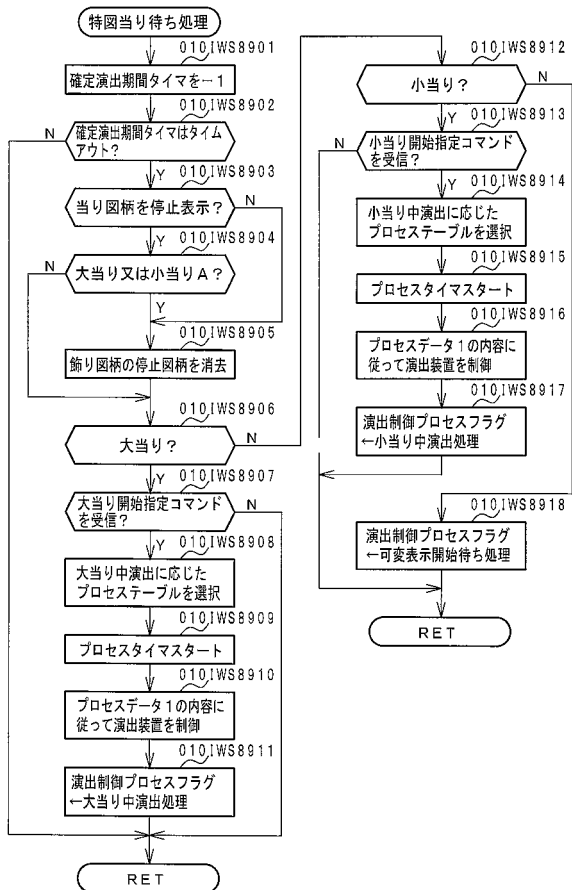 特図当り待ち処理
010IWS8901
確定演出期間タイマを－1
010IWS8902
N
確定演出期間タイマはタイム
アウト？
Y
010IWS8903
当り図柄を停止表示？
N
Y
010IWS8904
N
大当り又は小当りA？
Y
010IWS8905
飾り図柄の停止図柄を消去
010IWS8906
大当り？
N
Y
010IWS8907
大当り開始指定コマンド
を受信？
N
Y
010IWS8908
大当り中演出に応じた
プロセステーブルを選択
010IWS8909
プロセスタイマスタート
010IWS8910
プロセスデータ1の内容に
従って演出装置を制御
010IWS8911
演出制御プロセスフラグ
←大当り中演出処理
RET
010IWS8912
小当り？
N
Y
010IWS8913
N
小当り開始指定コマンド
を受信？
Y
010IWS8914
小当り中演出に応じた
プロセステーブルを選択
010IWS8915
プロセスタイマスタート
010IWS8916
プロセスデータ1の内容に
従って演出装置を制御
010IWS8917
演出制御プロセスフラグ
←小当り中演出処理
010IWS8918
演出制御プロセスフラグ
←可変表示開始待ち処理
RET